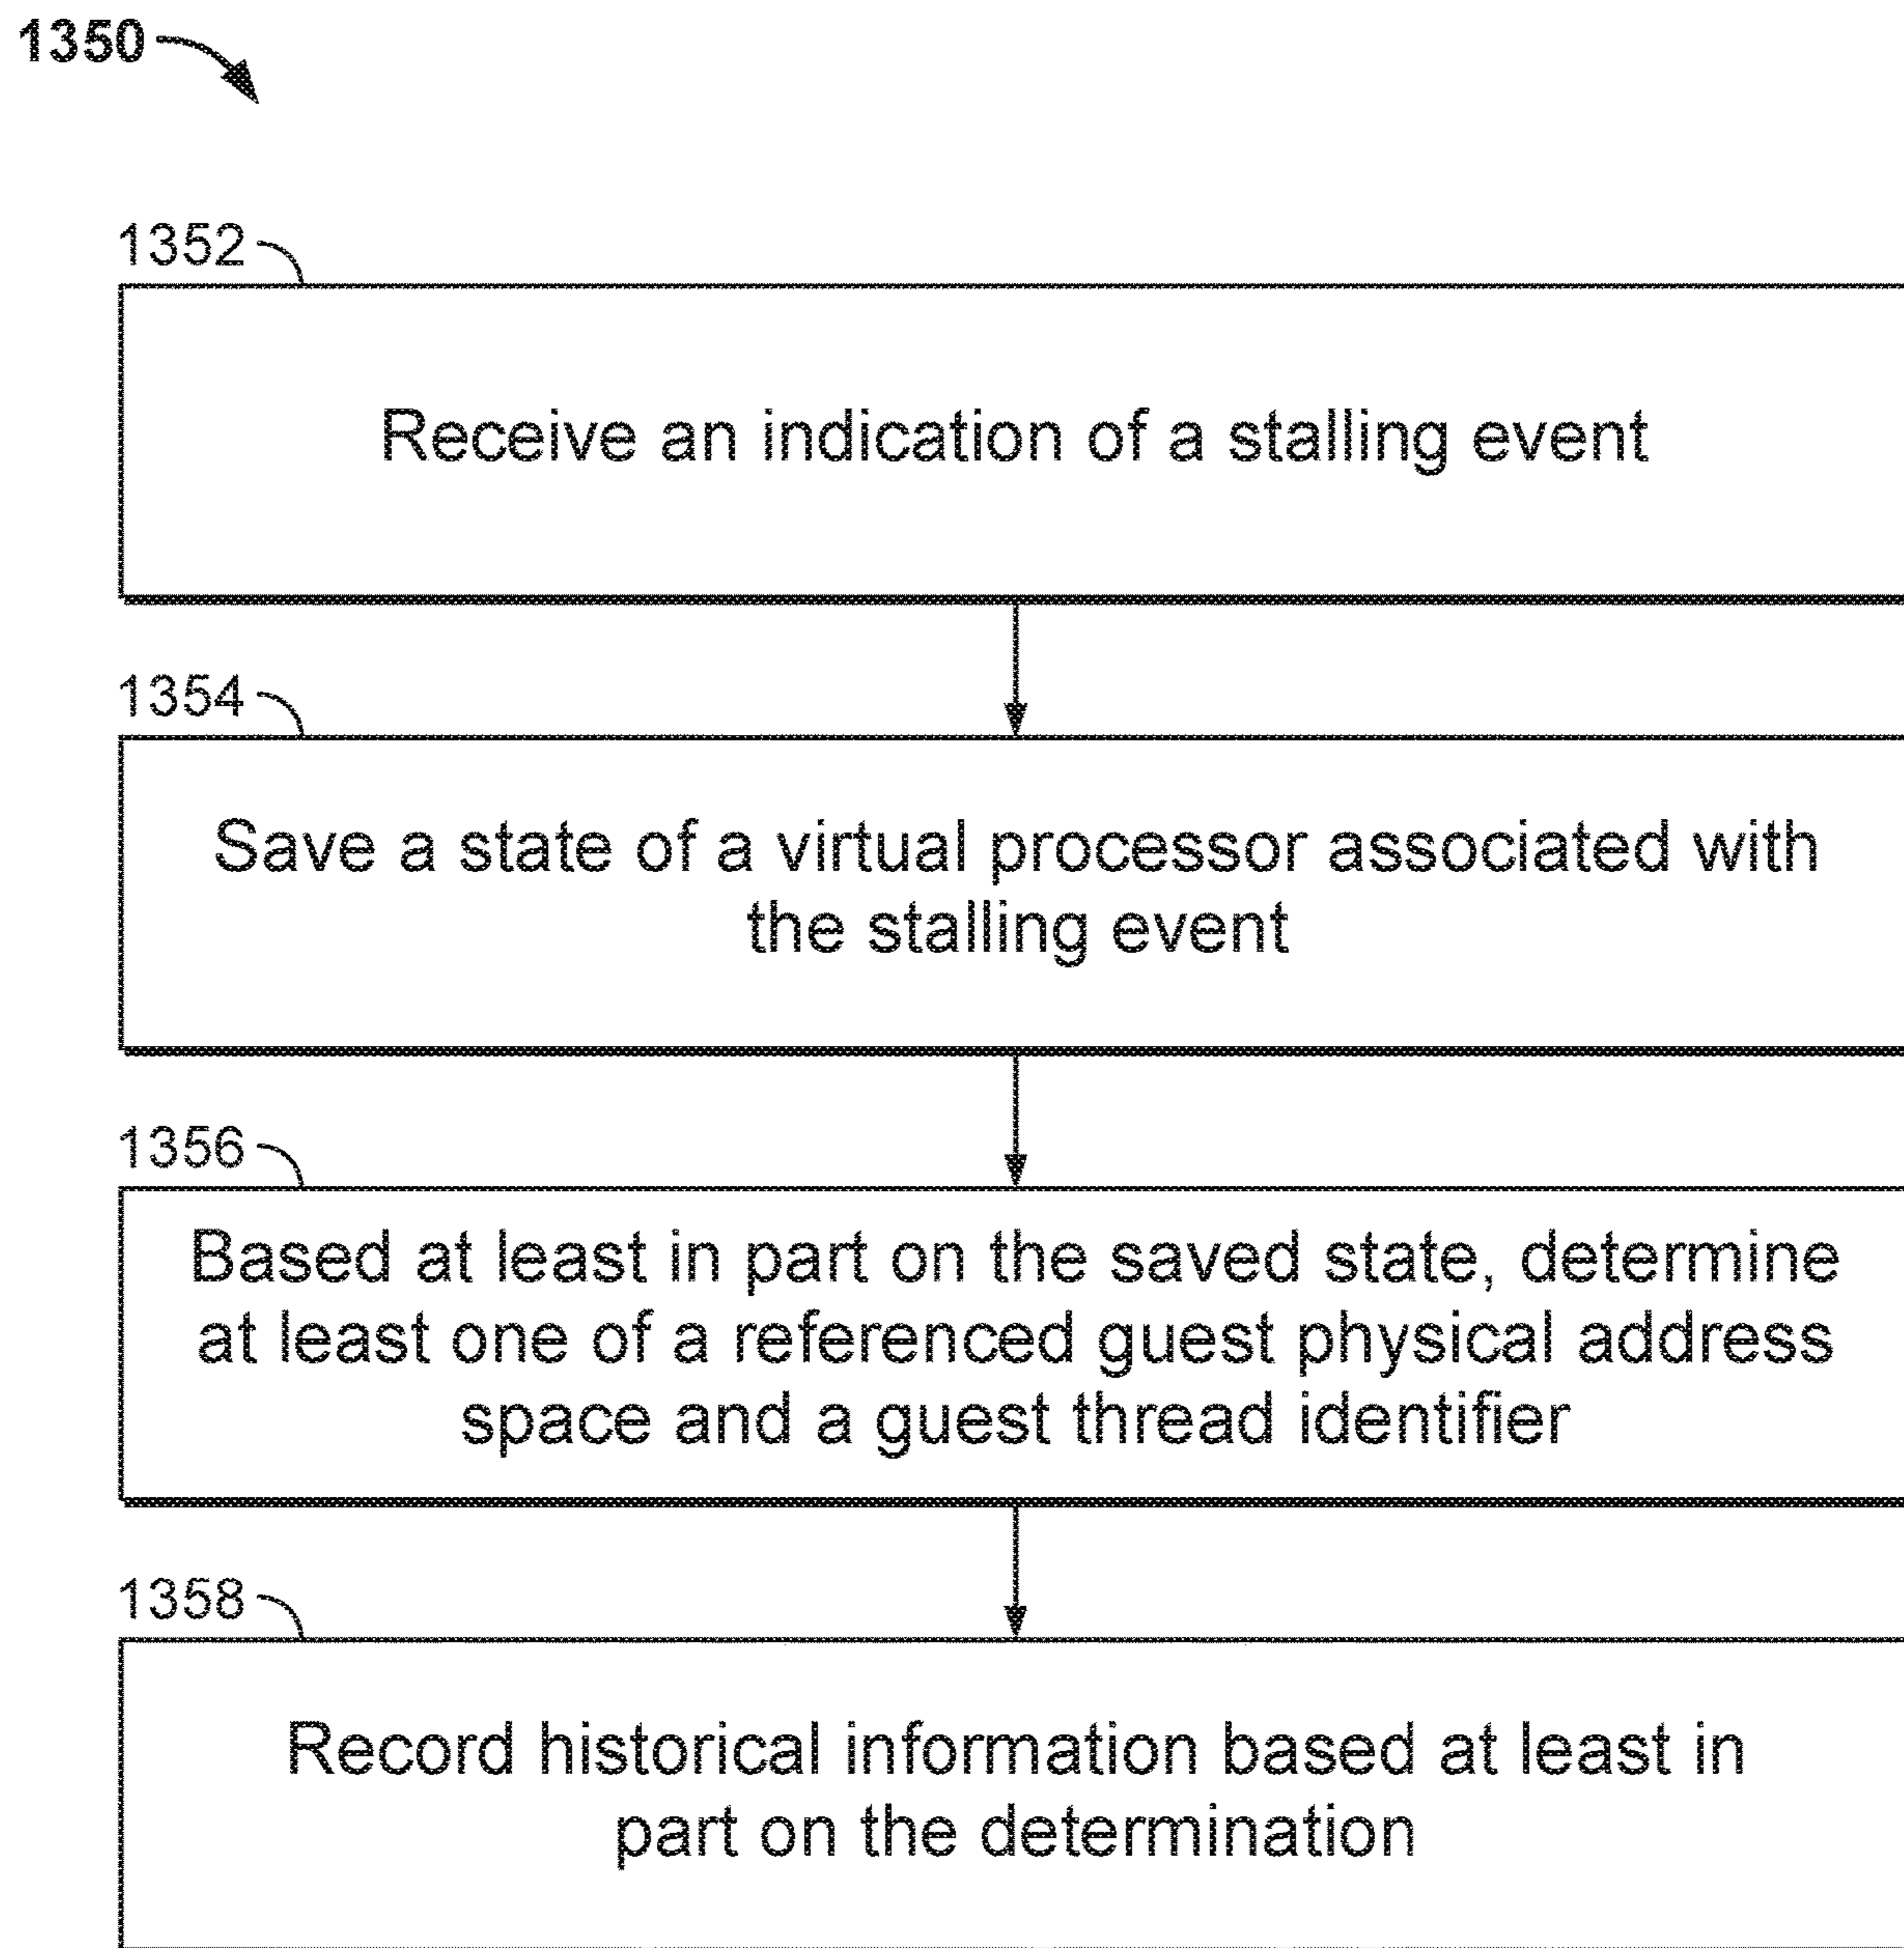 1350
1352
Receive an indication of a stalling event
1354
Save a state of a virtual processor associated with
the stalling event
1356
Based at least in part on the saved state, determine
at least one of a referenced guest physical address
space and a guest thread identifier
1358
Record historical information based at least in
part on the determination